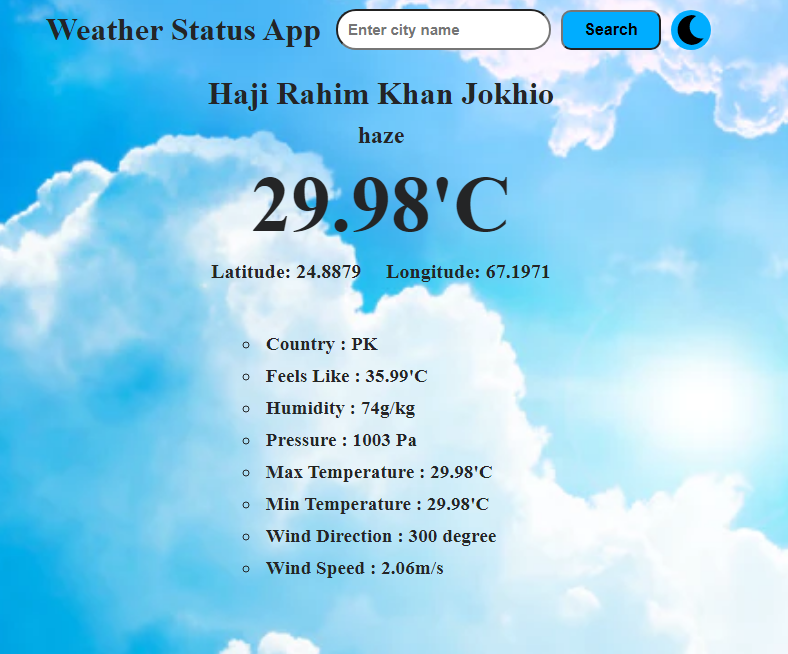 Weather Status App Enter city name Search
Haji Rahim Khan Jokhio
haze
29.98'C
Latitude: 24.8879 Longitude: 67.1971
Country : PK
Feels Like : 35.99'C
Humidity : 74g/kg
Pressure : 1003 Pa
Max Temperature : 29.98'C
Min Temperature : 29.98'C
Wind Direction : 300 degree
Wind Speed : 2.06m/s